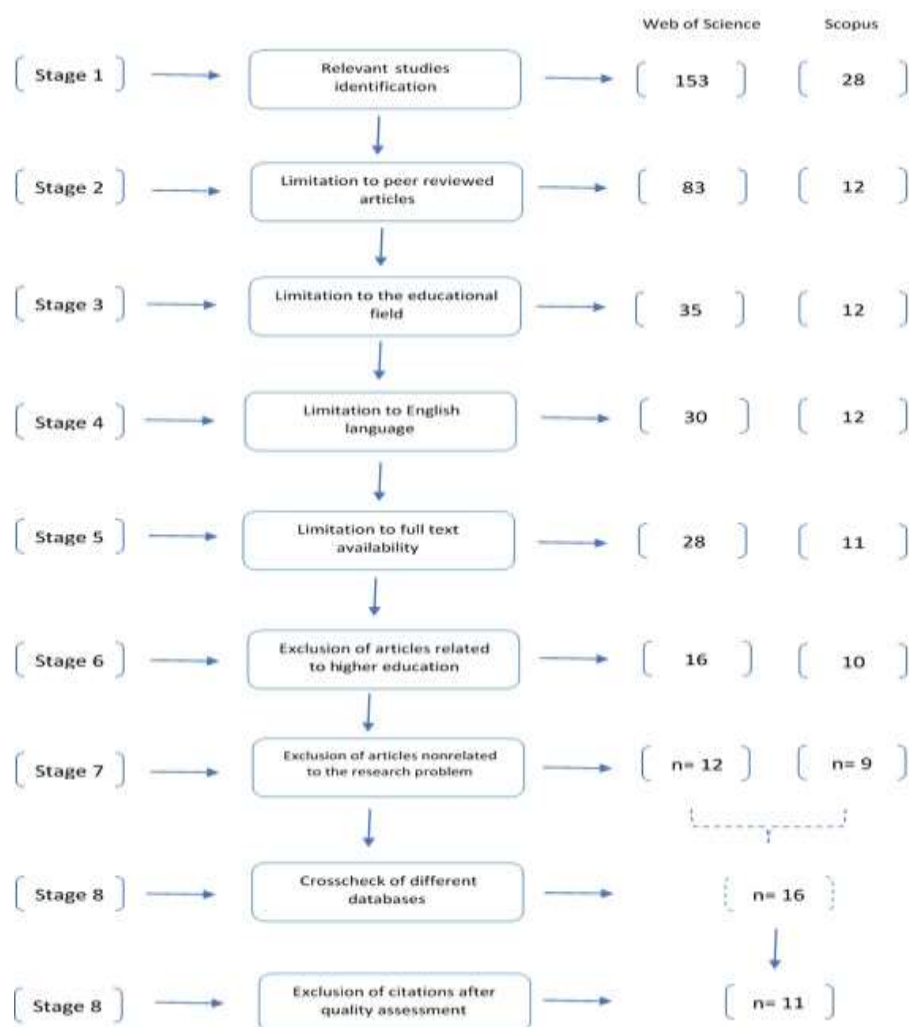 Web of Science Scopus
Stage 1 Relevant studies 153 28
identification
Stage 2 Limitation to peer reviewed 83 12
articles
Stage 3 Limitation to the educational 35 12
field
Stage 4 Limitation to English 30 12
language
Stage 5 Limitation to full text 28 11
availability
Stage 6 Exclusion of articles related 16 10
to higher education
Stage 7 Exclusion of articles nonrelated n= 12 n= 9
to the research problem
Stage 8 Crosscheck of different n= 16
databases
Stage 8 Exclusion of citations after n= 11
quality assessment